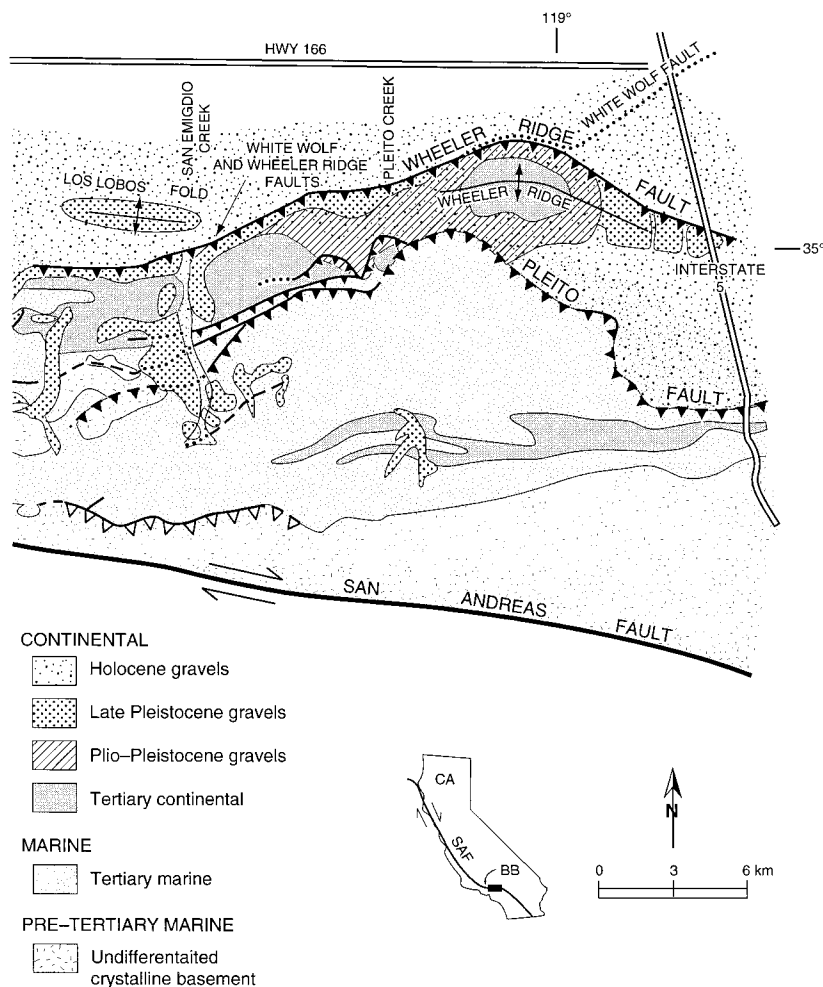 119°
HWY 166
SAN EMIGDIO
CREEK
PLEITO CREEK
WHITE WOLF FAULT
WHITE WOLF
AND WHEELER RIDGE
FAULTS
WHEELER RIDGE FAULT
LOS LOBOS FOLD
WHEELER RIDGE
35°
INTERSTATE
5
PLEITO FAULT
SAN ANDREAS FAULT
CONTINENTAL
Holocene gravels
Late Pleistocene gravels
Plio–Pleistocene gravels
Tertiary continental
MARINE
Tertiary marine
PRE–TERTIARY MARINE
Undifferentaited
crystalline basement
CA
SAF
BB
N
0 3 6 km